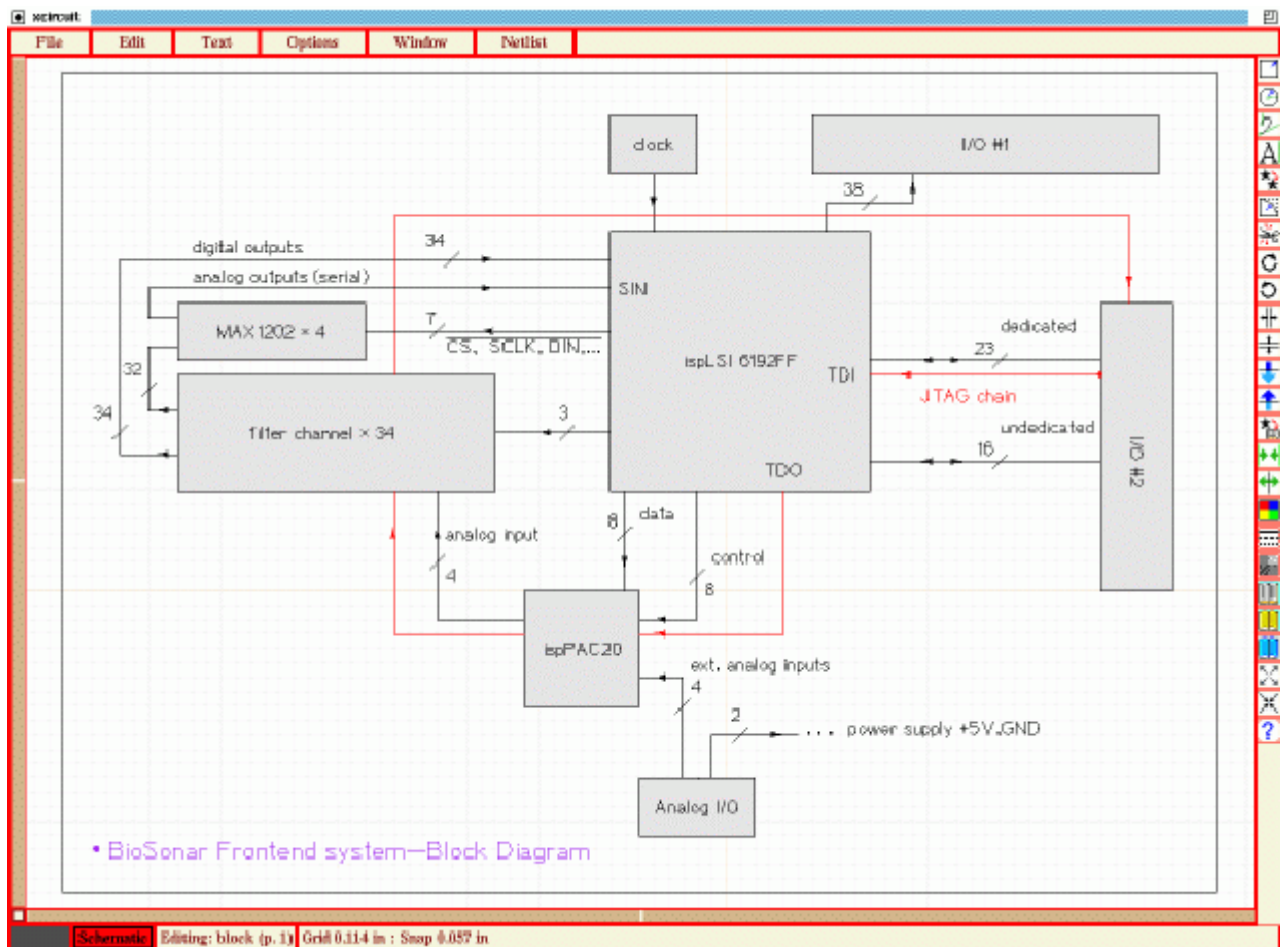 xcircuit
File Edit Text Options Window Netlist
clock
I/O #1
38
digital outputs
34
analog outputs (serial)
SINI
MAX1202 × 4
7
CS, SCLK, DIN,...
dedicated
23
ispLSI 6192FF
TDI
32
JTAG chain
34
filter channel × 34
3
undedicated
16
I/O #2
TDO
8
data
analog input
4
control
8
ispPAC20
ext. analog inputs
4
2
... power supply +5V,GND
Analog I/O
• BioSonar Frontend system—Block Diagram
Schematic Editing: block (p. 1) Grid 0.114 in : Snap 0.057 in